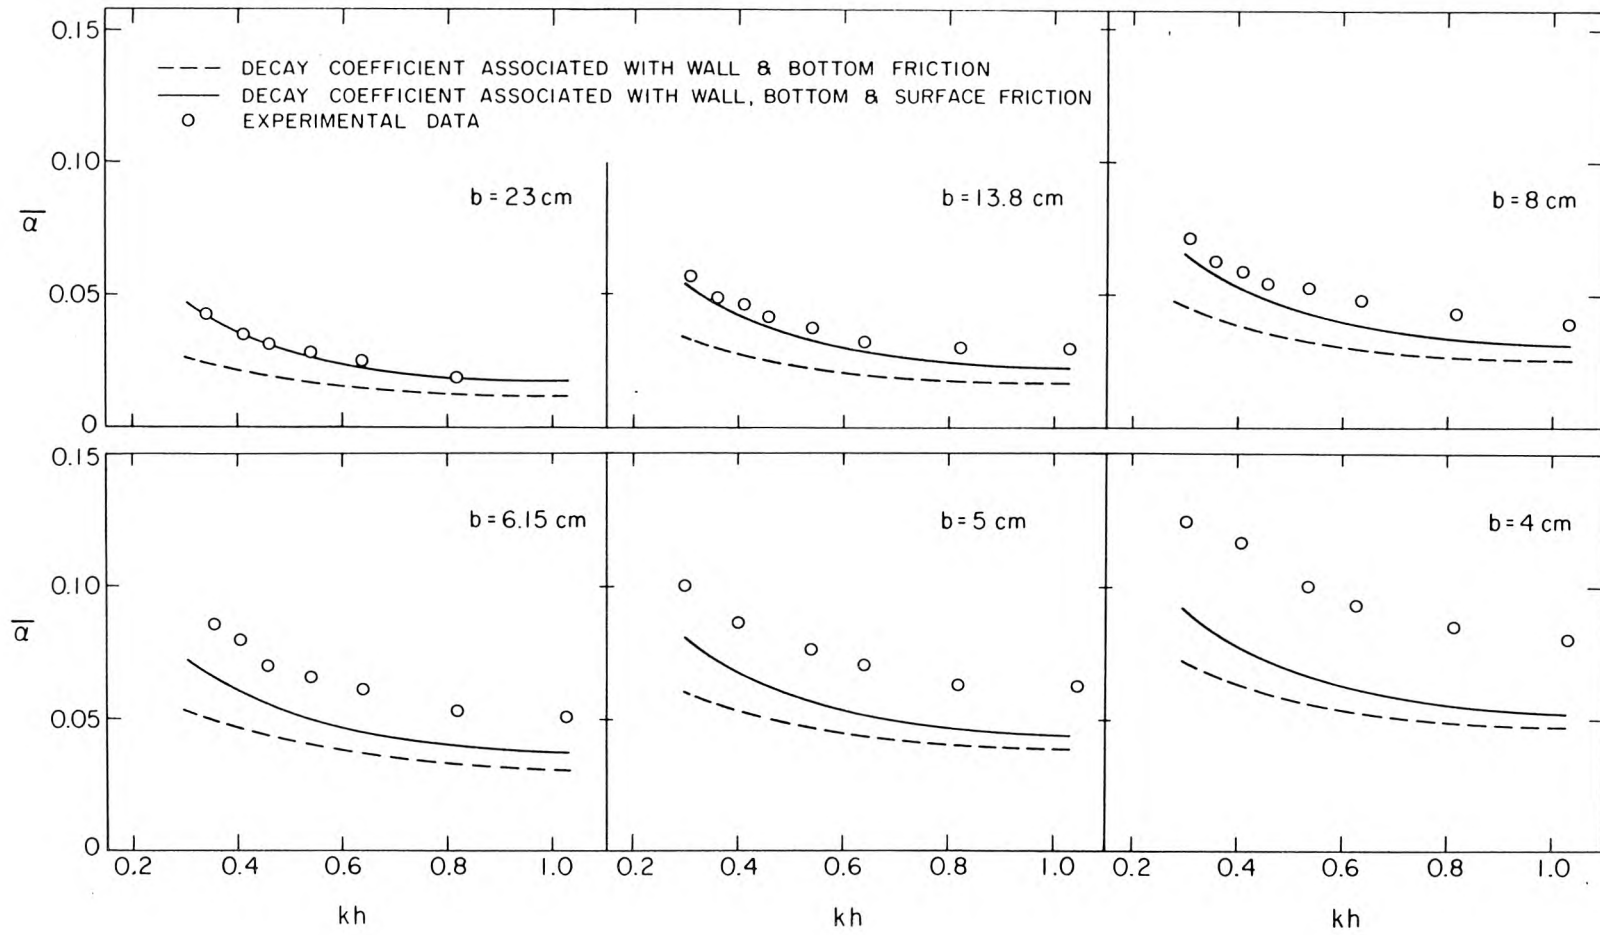 0.15
--- DECAY COEFFICIENT ASSOCIATED WITH WALL & BOTTOM FRICTION
DECAY COEFFICIENT ASSOCIATED WITH WALL, BOTTOM & SURFACE FRICTION
O EXPERIMENTAL DATA
0.10
b = 23 cm
b = 13.8 cm
b = 8 cm
α̅
0.05
0
0.15
b = 6.15 cm
b = 5 cm
b = 4 cm
0.10
α̅
0.05
0
0.2 0.4 0.6 0.8 1.0 0.2 0.4 0.6 0.8 1.0 0.2 0.4 0.6 0.8 1.0
kh kh kh